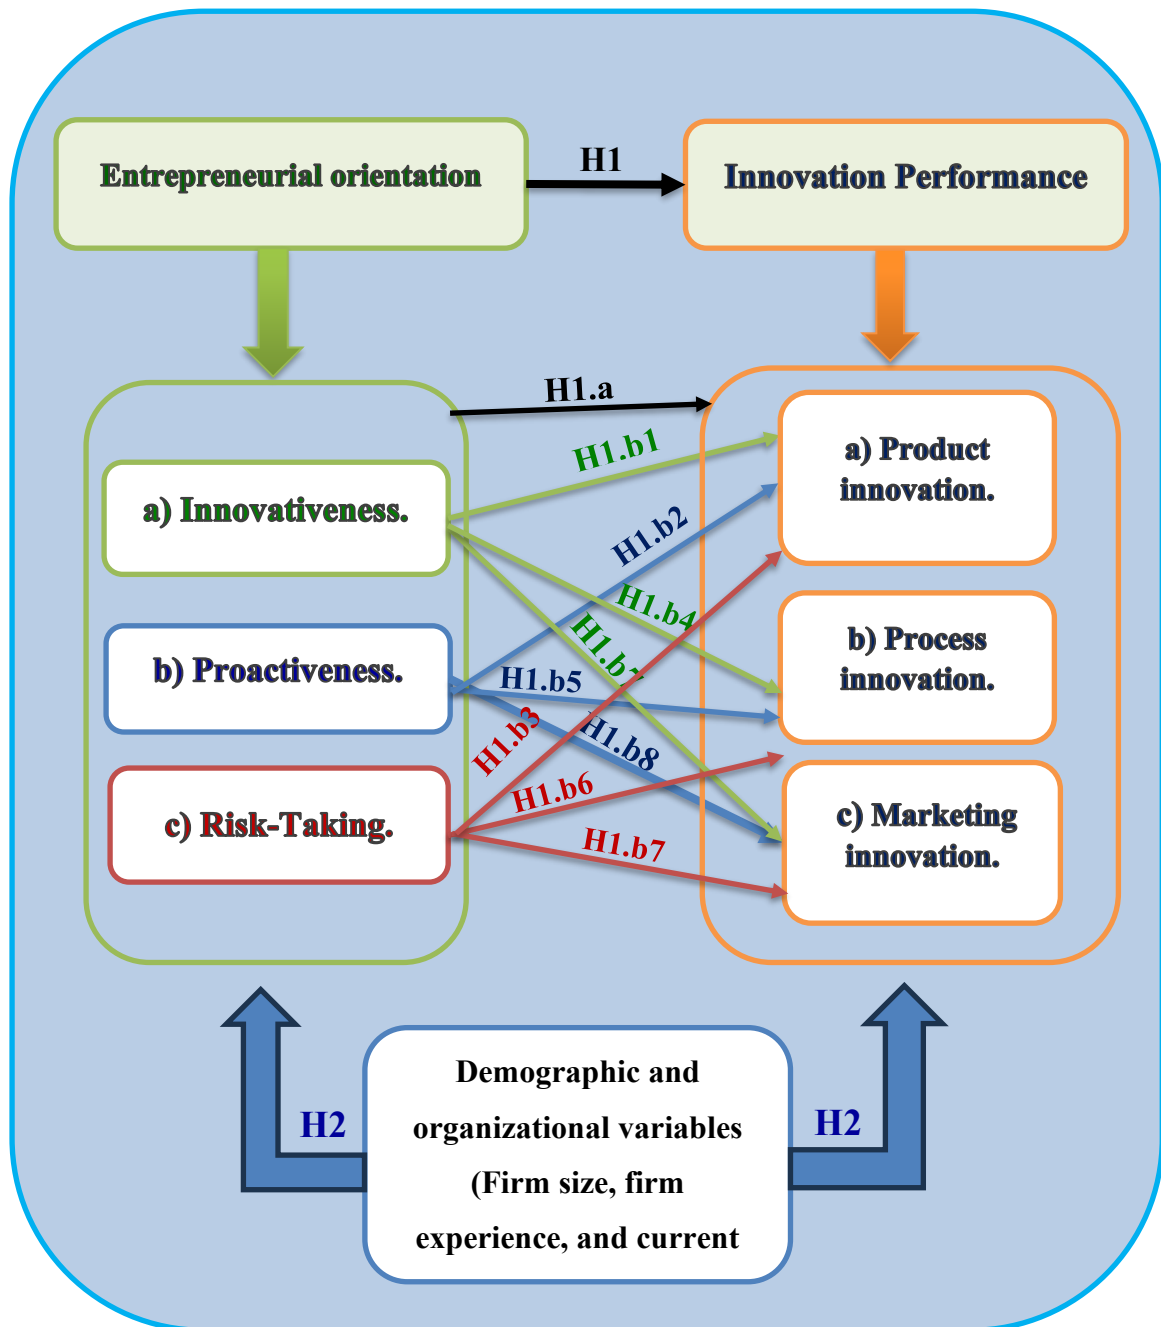 Entrepreneurial orientation
H1
Innovation Performance
H1.a
H1.b1
a) Product
innovation.
a) Innovativeness.
H1.b2
H1.b4
H1.b7
b) Process
innovation.
b) Proactiveness.
H1.b5
H1.b3
H1.b8
H1.b6
c) Risk-Taking.
H1.b7
c) Marketing
innovation.
Demographic and
organizational variables
(Firm size, firm
experience, and current
H2
H2